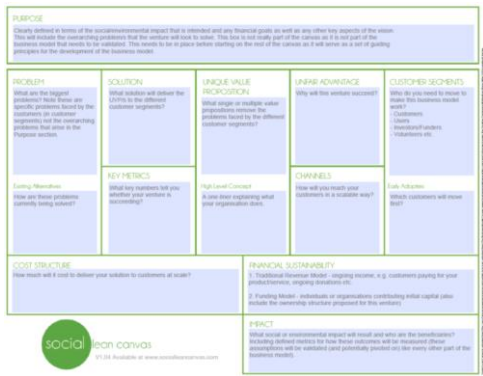 PURPOSE
Clearly defined in terms of the social/environmental impact that is intended and any financial goals as well as any other key aspects of the vision.
This will include the overarching problems that the venture will look to solve. This box is not really part of the canvas as it is not part of the
business model that needs to be validated. This needs to be in place before starting on the rest of the canvas as it will serve as a set of guiding
principles for the development of the business model.
PROBLEM
What are the biggest
problems? Note these are
specific problems faced by the
customers (ie customer
segments) not the overarching
problems that arise in the
Purpose section.
Existing Alternatives
How are these problems
currently being solved?
SOLUTION
What solution will deliver the
UVPs to the different
customer segments?
KEY METRICS
What key numbers tell you
whether your venture is
succeeding?
UNIQUE VALUE
PROPOSITION
What single or multiple value
propositions remove the
problems faced by the different
customer segments?
High Level Concept
A one liner explaining what
your organisation does.
UNFAIR ADVANTAGE
Why will this venture succeed?
CHANNELS
How will you reach your
customers in a scalable way?
CUSTOMER SEGMENTS
Who do you need to move to
make this business model
work?
- Customers
- Users
- Investors/Funders
- Volunteers etc
Early Adopters
Which customers will move
first?
COST STRUCTURE
How much will it cost to deliver your solution to customers at scale?
FINANCIAL SUSTAINABILITY
1. Traditional Revenue Model - ongoing income, e.g. customers paying for your
product/service, ongoing donations etc.
2. Funding Model - individuals or organisations contributing initial capital (also
include the ownership structure proposed for this venture)
IMPACT
What social or environmental impact will result and who are the beneficiaries?
Including defined metrics for how these outcomes will be measured (these
assumptions will be validated (and potentially pivoted on) like every other part of the
business model).
social lean canvas
V1.04 Available at www.socialleancanvas.com